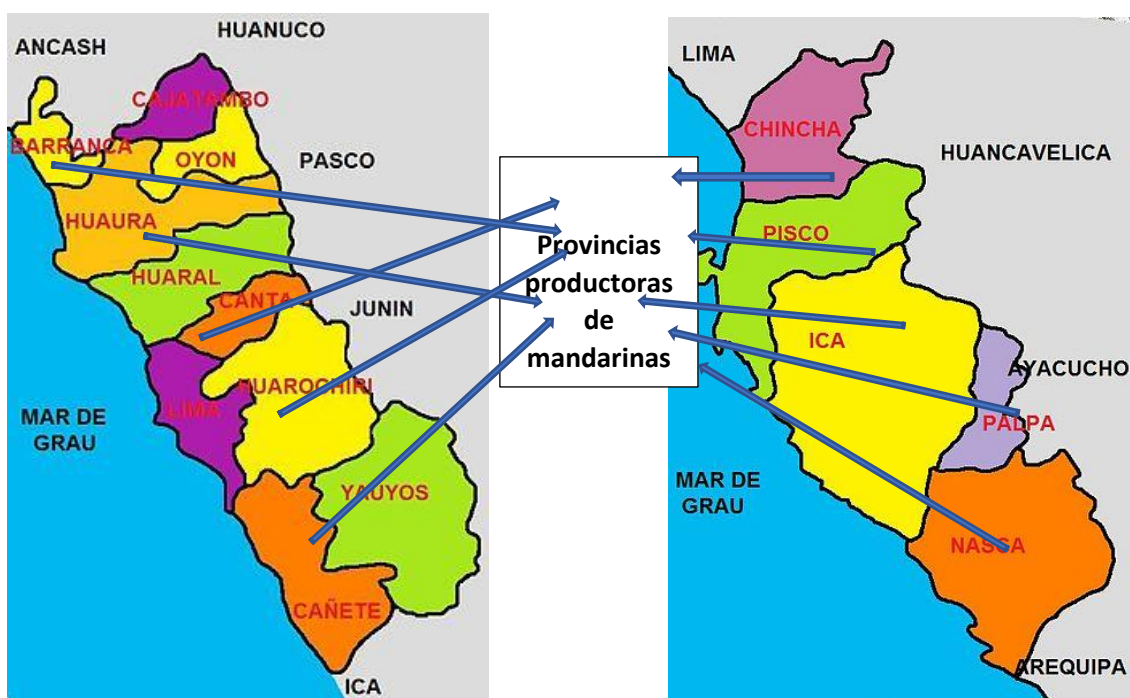 HUANUCO
ANCASH
CAJATAMBO
BARRANCA
OYON
PASCO
HUAURA
HUARAL
CANTA
JUNIN
HUAROCHIRI
LIMA
MAR DE
GRAU
YAUYOS
CAÑETE
ICA
Provincias
productoras
de
mandarinas
LIMA
CHINCHA
HUANCAVELICA
PISCO
ICA
AYACUCHO
PALPA
MAR DE
GRAU
NASCA
AREQUIPA